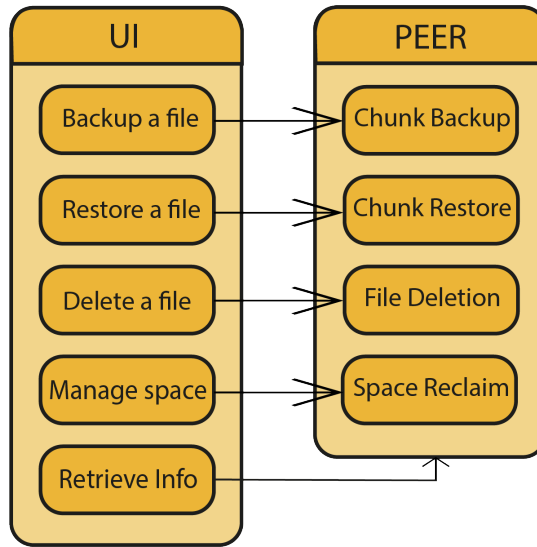 UI
Backup a file
Restore a file
Delete a file
Manage space
Retrieve Info
PEER
Chunk Backup
Chunk Restore
File Deletion
Space Reclaim